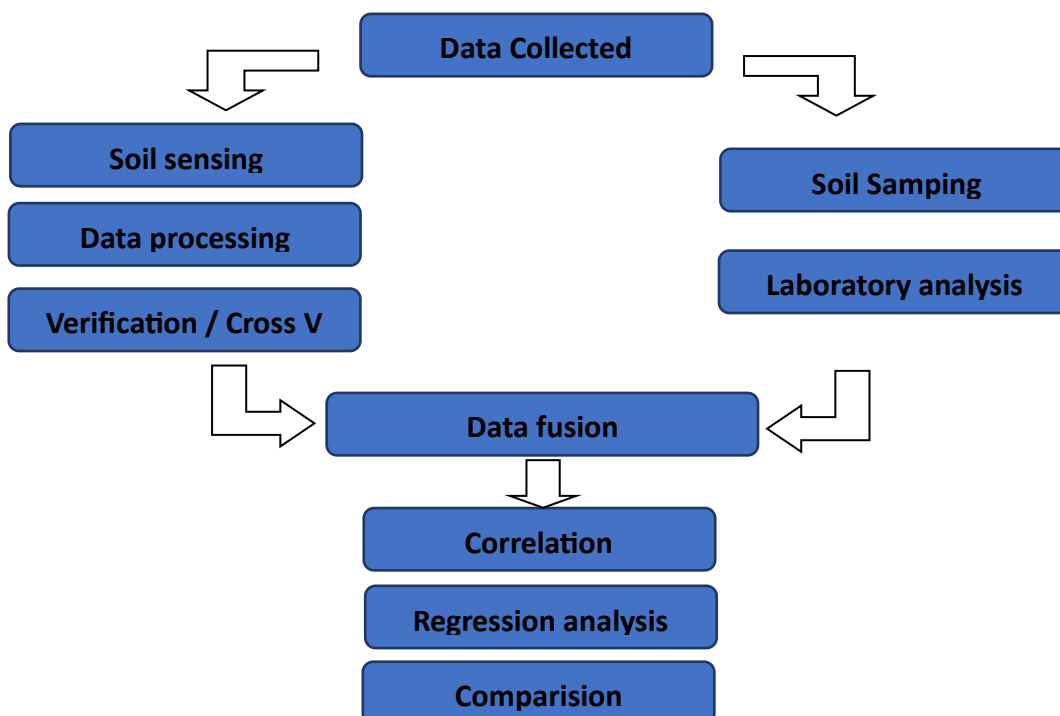 Data Collected
Soil sensing
Data processing
Verification / Cross V
Soil Samping
Laboratory analysis
Data fusion
Correlation
Regression analysis
Comparision